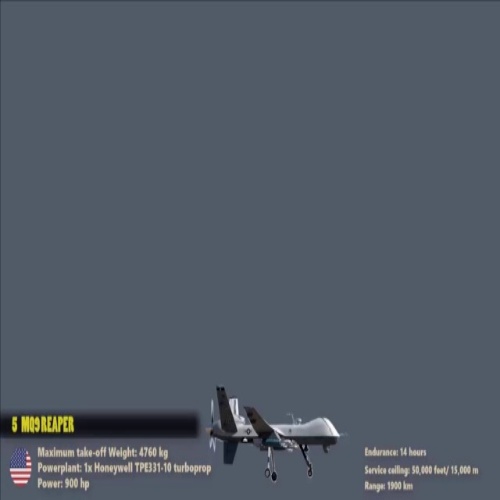 5 MQ9 REAPER
Maximum take-off Weight: 4760 kg
Powerplant: 1x Honeywell TPE331-10 turboprop
Power: 900 hp
Endurance: 14 hours
Service ceiling: 50,000 foot/ 15,000 m
Range: 1900 km